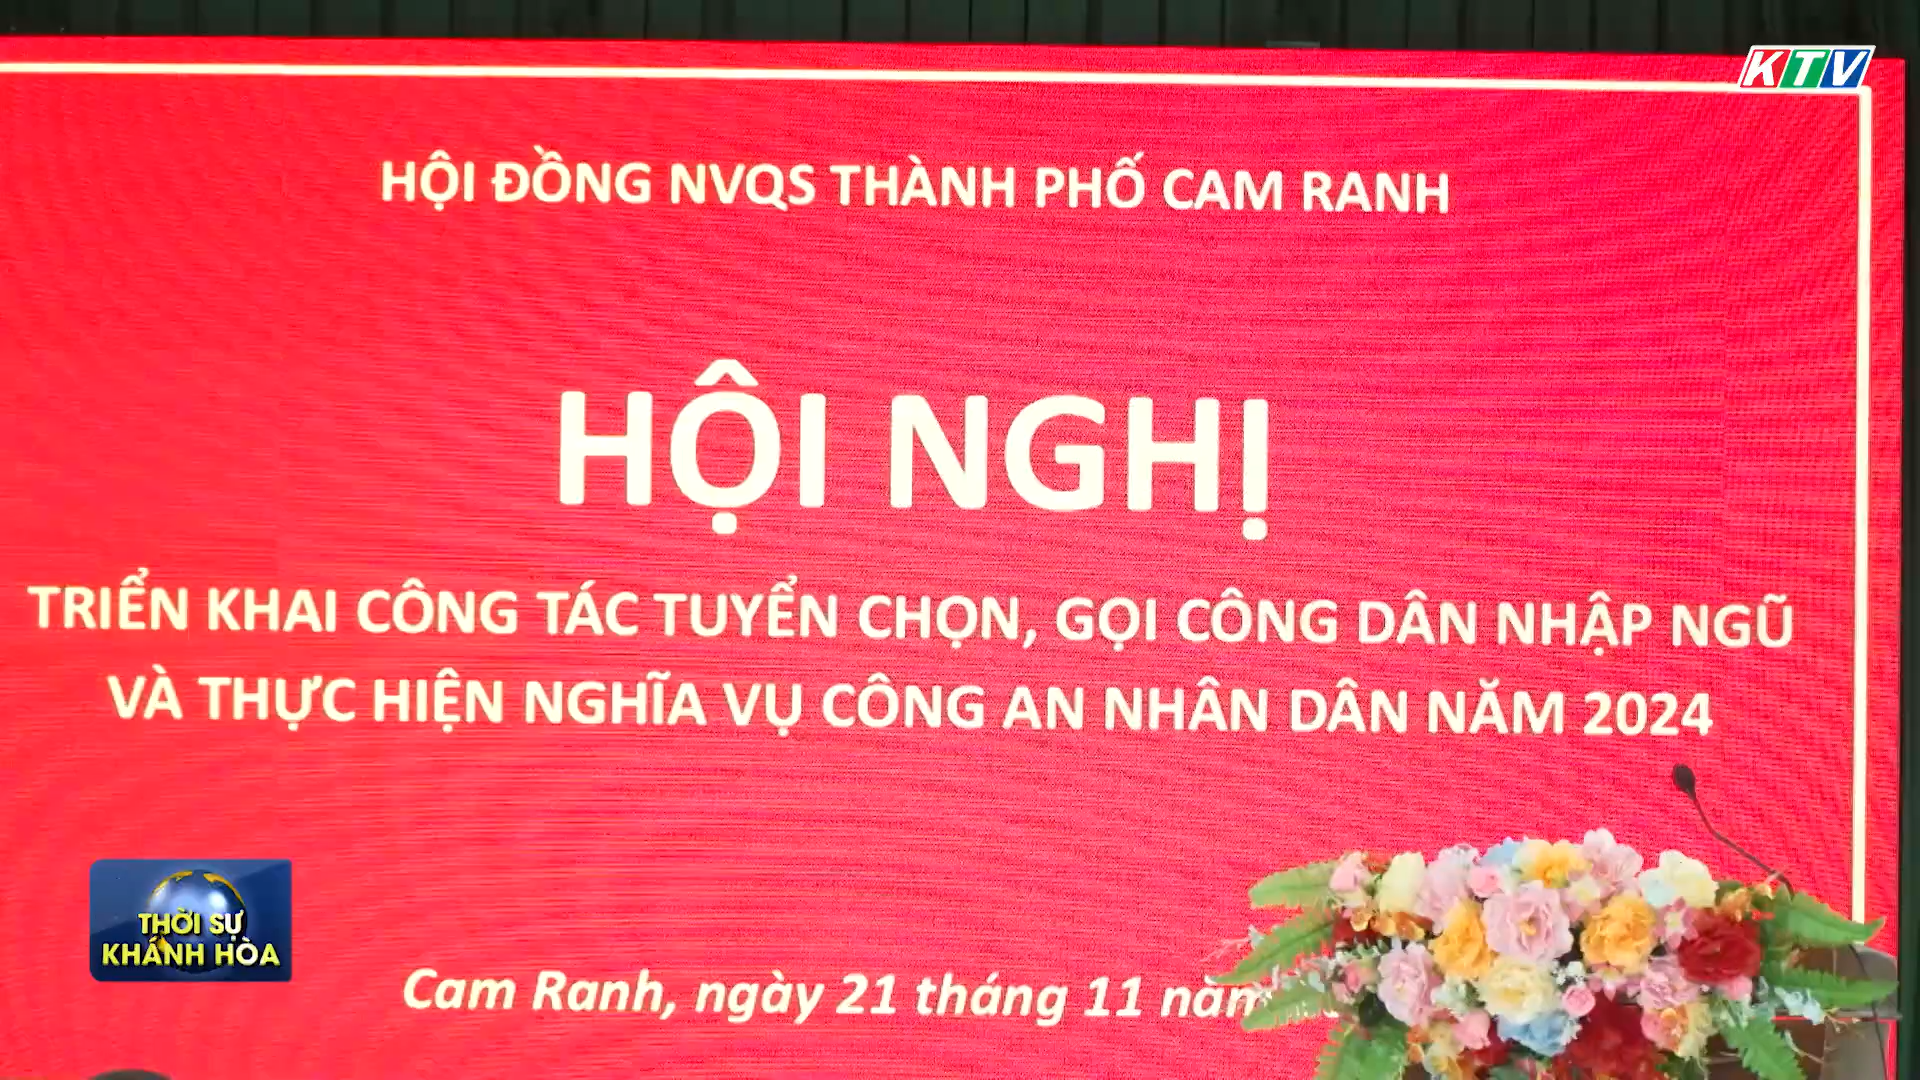 KTV
HỘI ĐỒNG NVQS THÀNH PHỐ CAM RANH
HỘI NGHỊ
TRIỂN KHAI CÔNG TÁC TUYỂN CHỌN, GỌI CÔNG DÂN NHẬP NGŨ
VÀ THỰC HIỆN NGHĨA VỤ CÔNG AN NHÂN DÂN NĂM 2024
THỜI SỰ
KHÁNH HÒA
Cam Ranh, ngày 21 tháng 11 năm